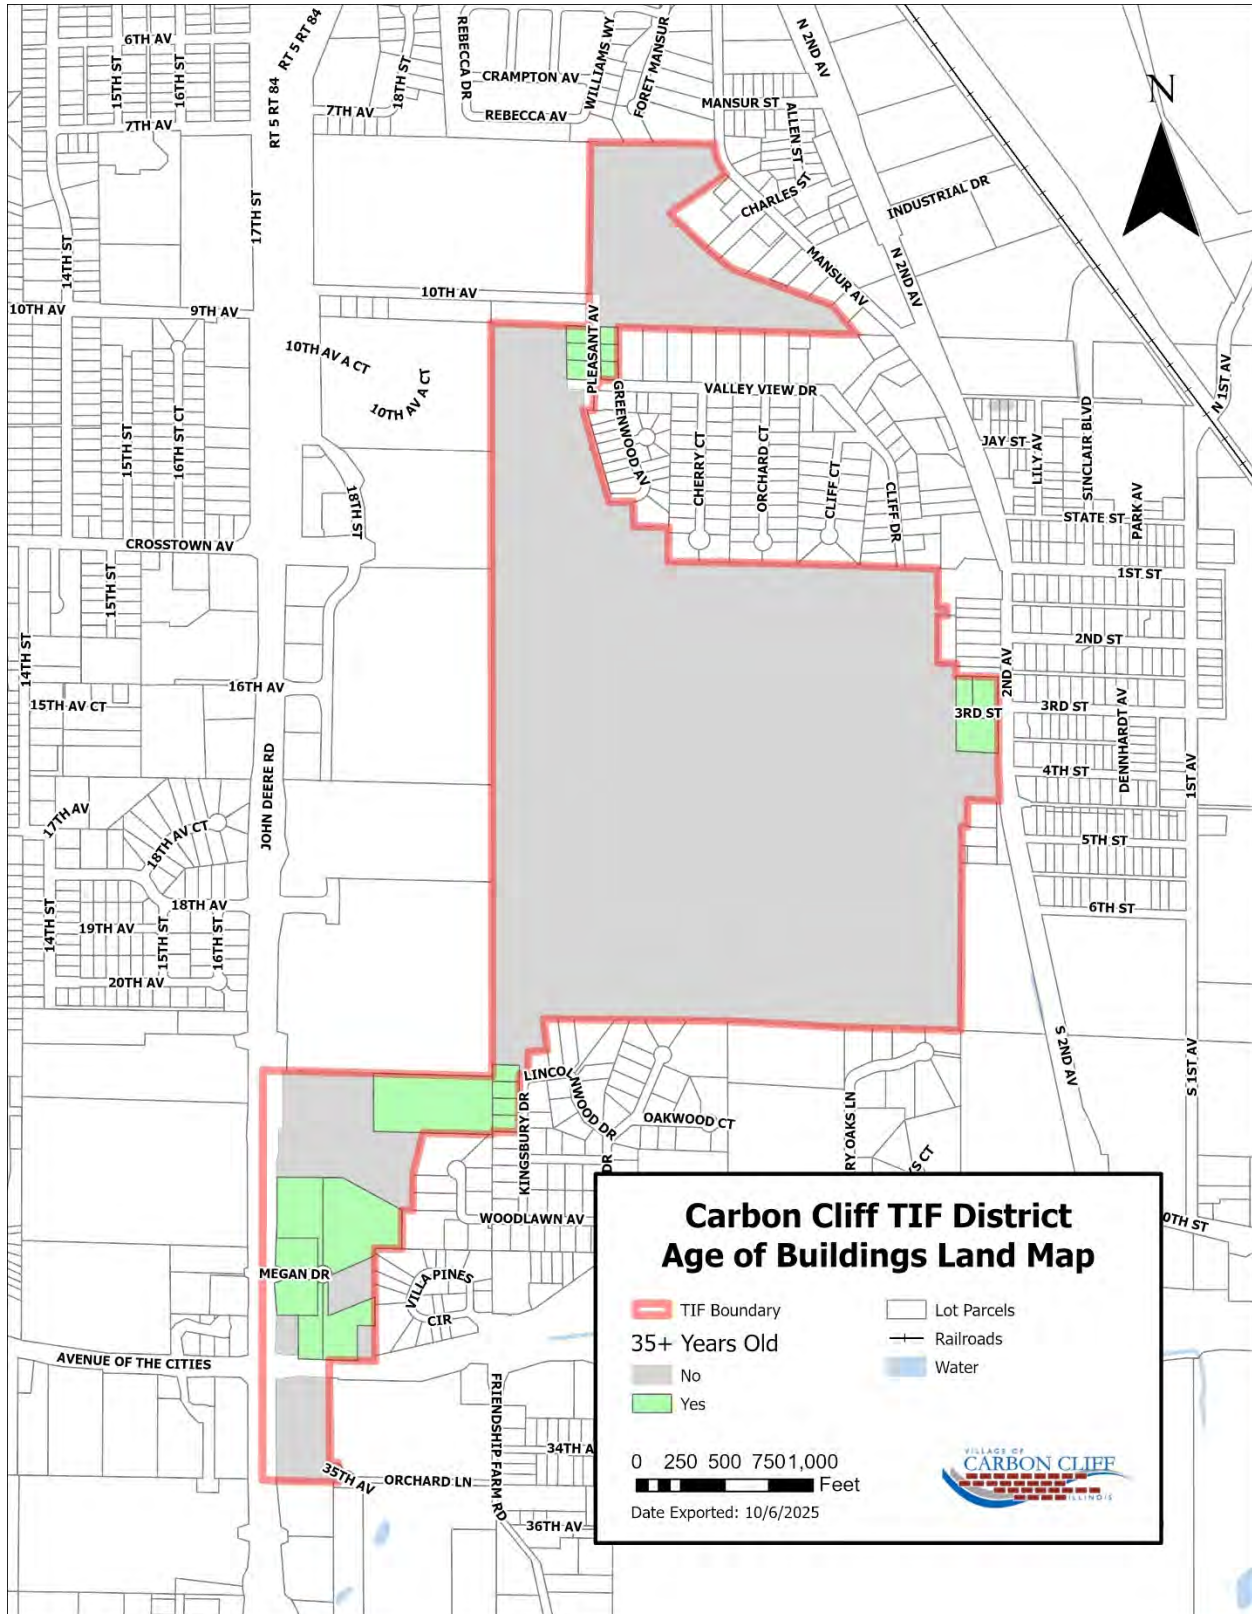 6TH AV
15TH ST
16TH ST
7TH AV
RT 5 RT 84
RT 5 RT 84
7TH AV
18TH ST
REBECCA DR
CRAMPTON AV
REBECCA AV
WILLIAMS WY
FORET MANSUR
N 2ND AV
MANSUR ST
ALLEN ST
CHARLES ST
INDUSTRIAL DR
N
17TH ST
14TH ST
MANSUR AV
N 2ND AV
10TH AV
9TH AV
10TH AV
10TH AV A CT
10TH AV A CT
PLEASANT AV
GREENWOOD AV
VALLEY VIEW DR
N 1ST AV
15TH ST
16TH ST CT
CHERRY CT
ORCHARD CT
CLIFF CT
CLIFF DR
JAY ST
LILY AV
SINCLAIR BLVD
PARK AV
STATE ST
18TH ST
CROSSTOWN AV
15TH ST
1ST ST
2ND ST
14TH ST
16TH AV
15TH AV CT
2ND AV
3RD ST
3RD ST
DENNHARDT AV
4TH ST
1ST AV
JOHN DEERE RD
17TH AV
18TH AV CT
5TH ST
6TH ST
14TH ST
18TH AV
19TH AV
15TH ST
16TH ST
20TH AV
S 2ND AV
S 1ST AV
LINCOLNWOOD DR
KINGSBURY DR
OAKWOOD CT
DR
RY OAKS LN
S CT
WOODLAWN AV
0TH ST
MEGAN DR
VILLA PINES
CIR
AVENUE OF THE CITIES
FRIENDSHIP FARM RD
34TH A
35TH AV
ORCHARD LN
36TH AV
Carbon Cliff TIF District
Age of Buildings Land Map
TIF Boundary
35+ Years Old
No
Yes
Lot Parcels
Railroads
Water
0 250 500 750 1,000
Feet
Date Exported: 10/6/2025
VILLAGE OF
CARBON CLIFF
ILLINOIS